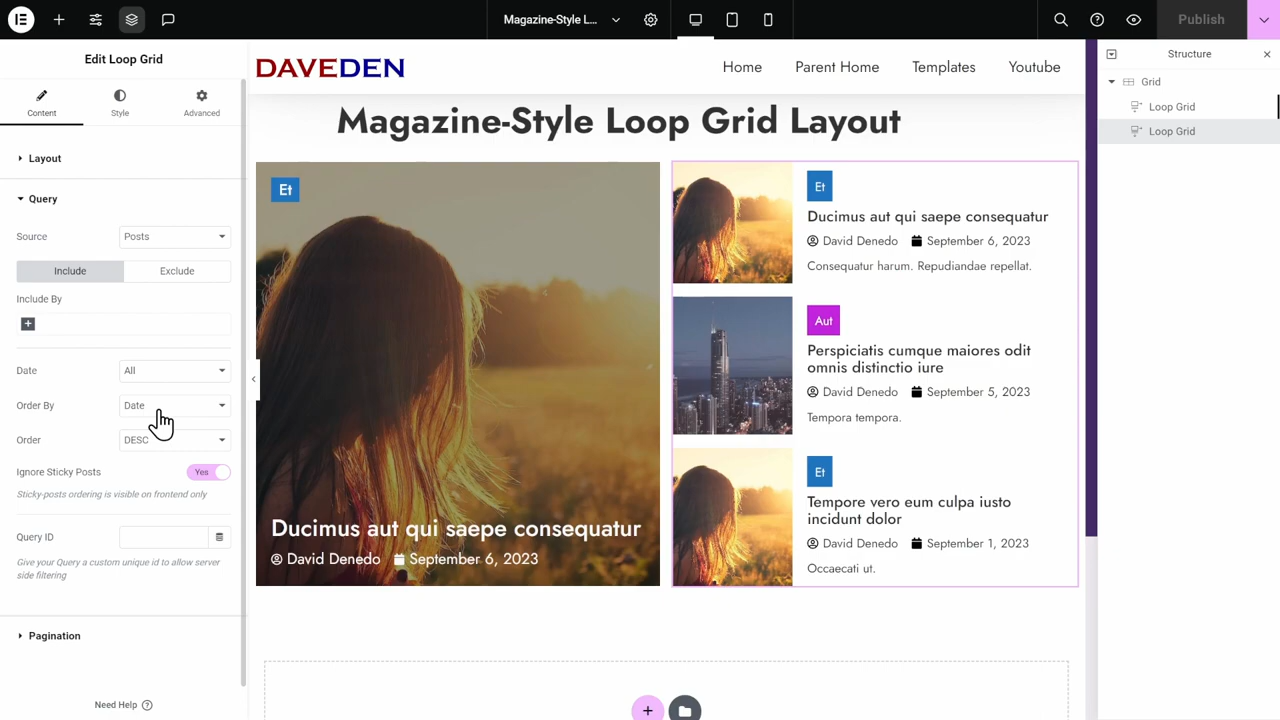 Magazine-Style L...
Publish
Edit Loop Grid
Content
Style
Advanced
Layout
Query
Source
Posts
Include
Exclude
Include By
Date
All
Order By
Date
Order
DESC
Ignore Sticky Posts
Yes
Sticky-posts ordering is visible on frontend only
Query ID
Give your Query a custom unique id to allow server
side filtering
Pagination
Need Help
DAVEDEN
Home
Parent Home
Templates
Youtube
Magazine-Style Loop Grid Layout
Et
Ducimus aut qui saepe consequatur
David Denedo
September 6, 2023
Et
Ducimus aut qui saepe consequatur
David Denedo
September 6, 2023
Consequatur harum. Repudiandae repellat.
Aut
Perspiciatis cumque maiores odit
omnis distinctio iure
David Denedo
September 5, 2023
Tempora tempora.
Et
Tempore vero eum culpa iusto
incidunt dolor
David Denedo
September 1, 2023
Occaecati ut.
Structure
Grid
Loop Grid
Loop Grid